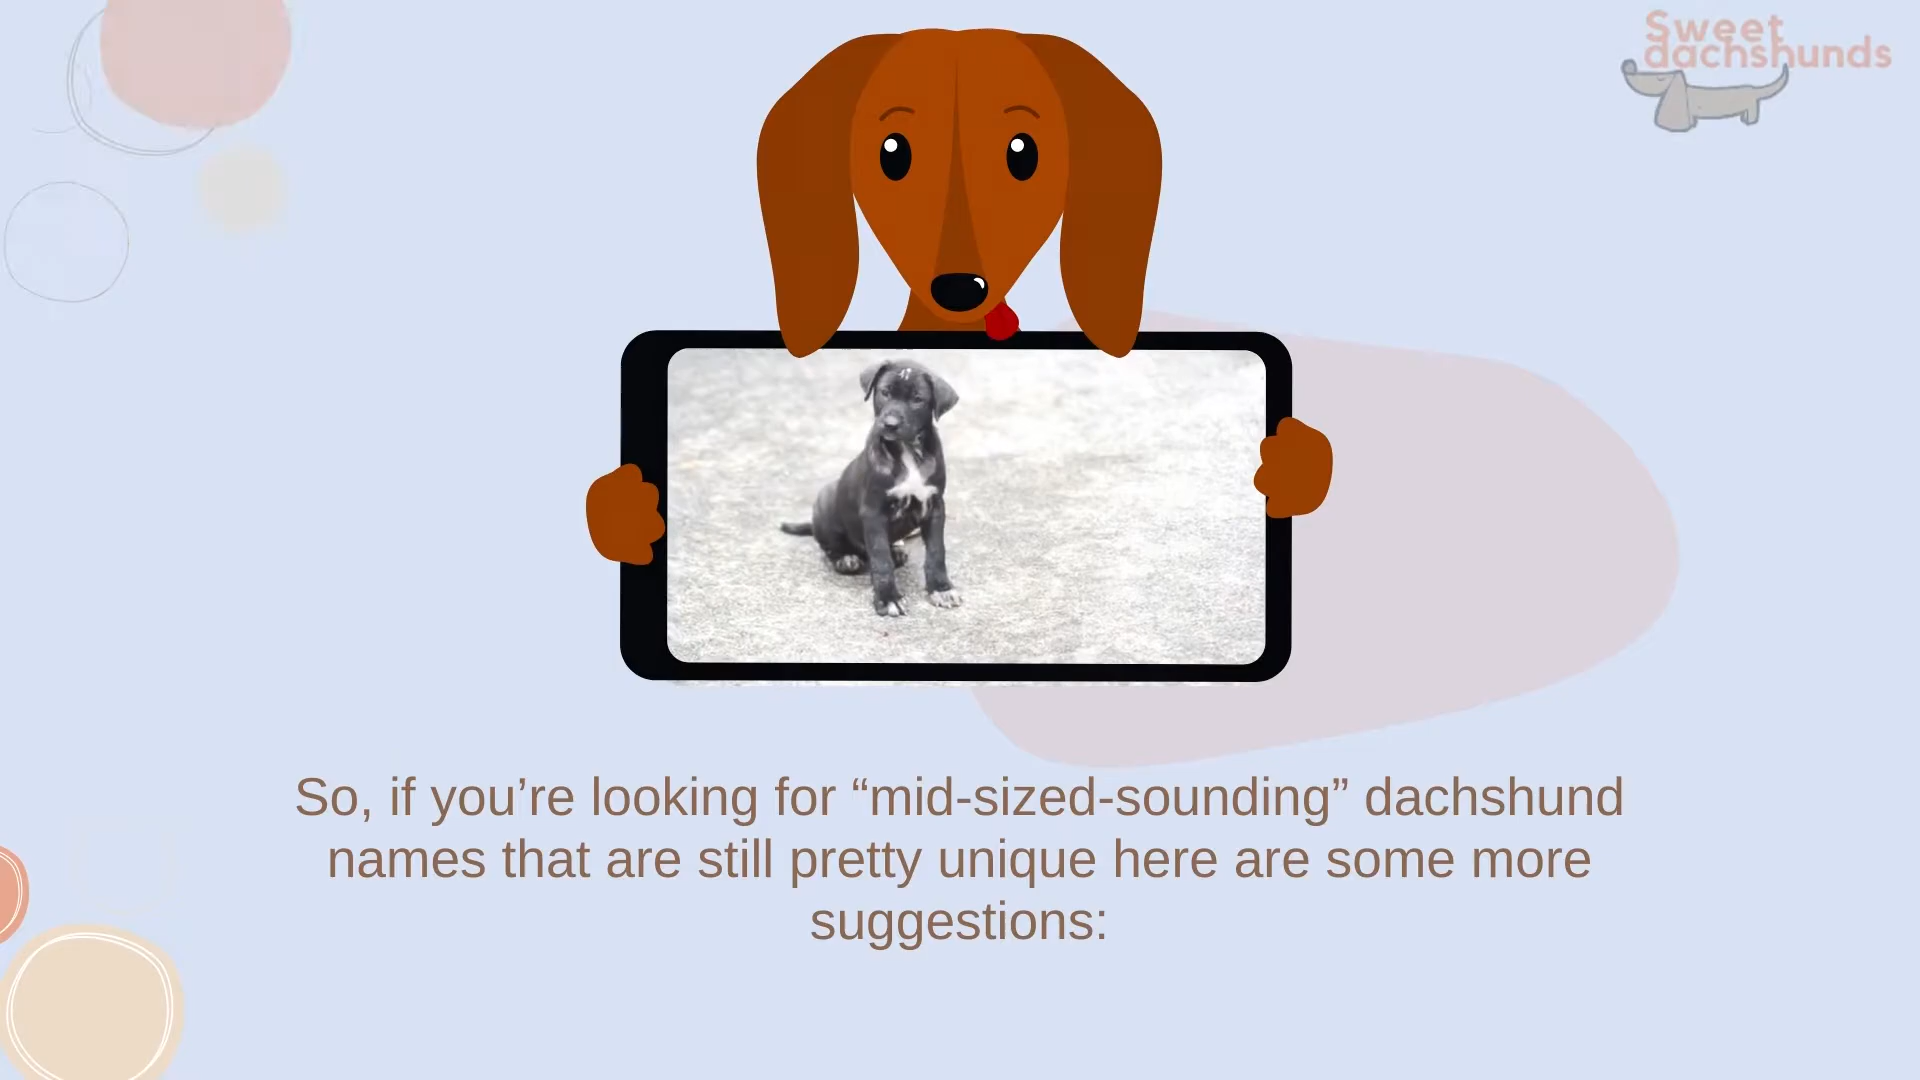 Sweet
dachshunds
So, if you’re looking for “mid-sized-sounding” dachshund
names that are still pretty unique here are some more
suggestions: